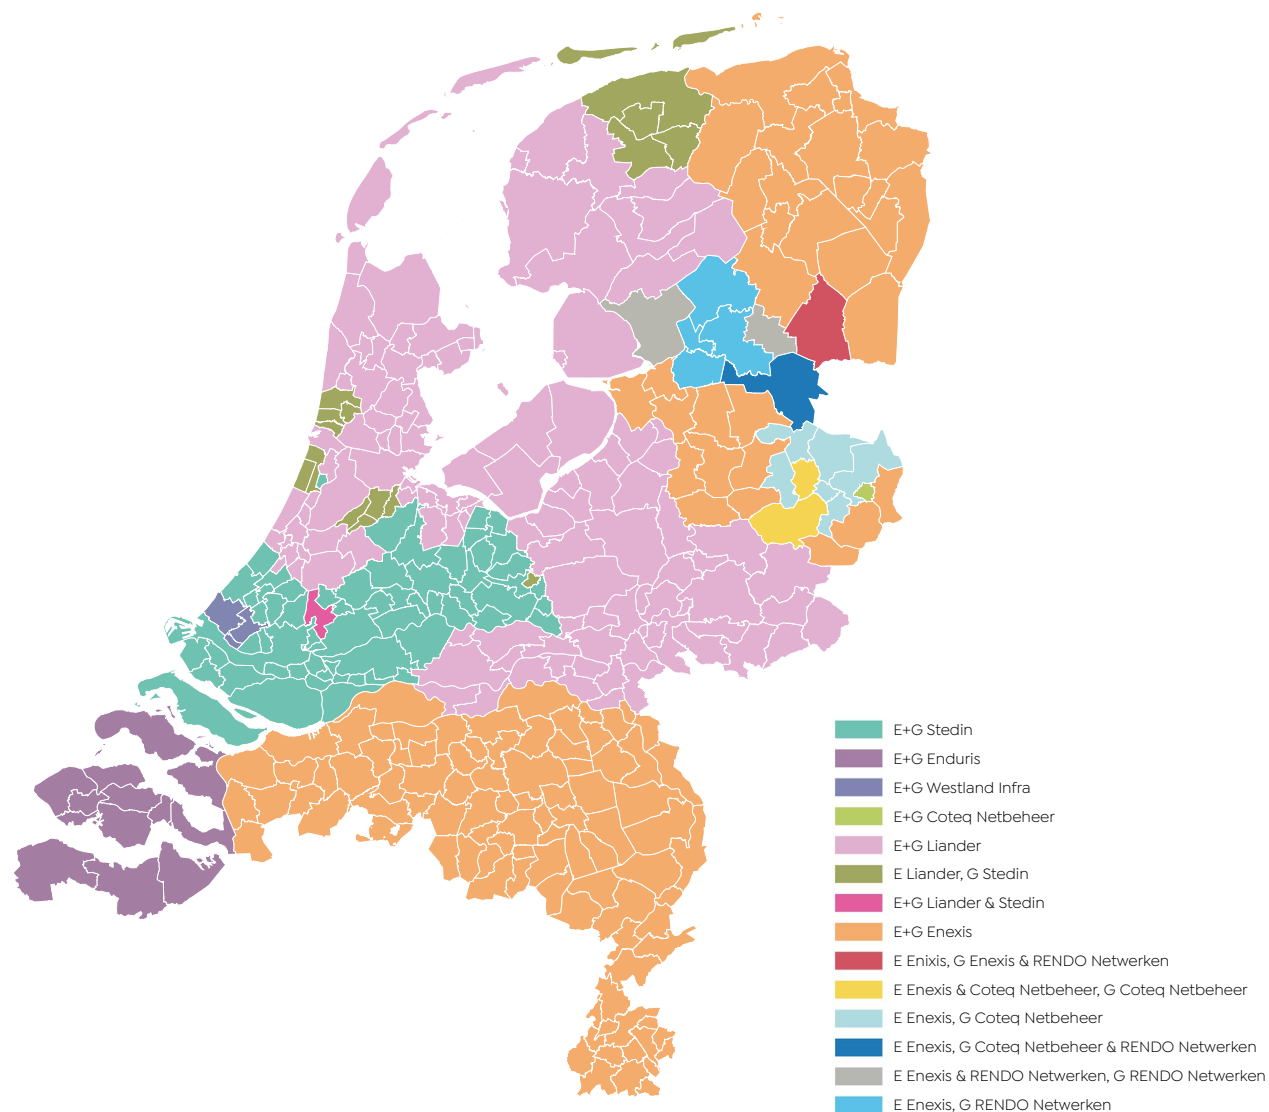 E+G Stedin
E+G Enduris
E+G Westland Infra
E+G Coteq Netbeheer
E+G Liander
E Liander, G Stedin
E+G Liander & Stedin
E+G Enexis
E Enixis, G Enexis & RENDO Netwerken
E Enexis & Coteq Netbeheer, G Coteq Netbeheer
E Enexis, G Coteq Netbeheer
E Enexis, G Coteq Netbeheer & RENDO Netwerken
E Enexis & RENDO Netwerken, G RENDO Netwerken
E Enexis, G RENDO Netwerken